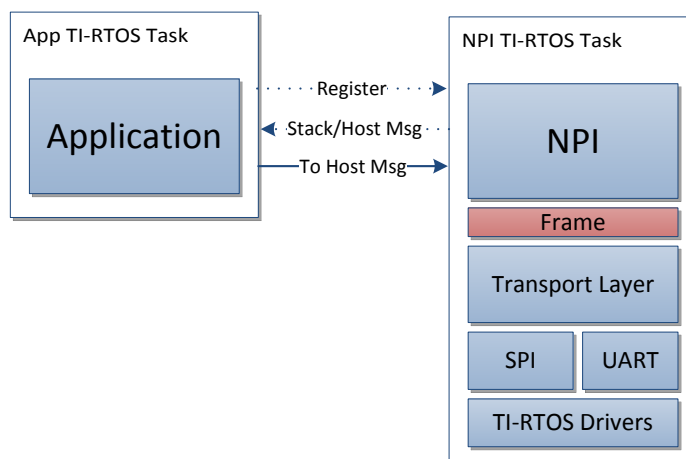 App TI-RTOS Task
Application
Register
Stack/Host Msg
To Host Msg
NPI TI-RTOS Task
NPI
Frame
Transport Layer
SPI
UART
TI-RTOS Drivers